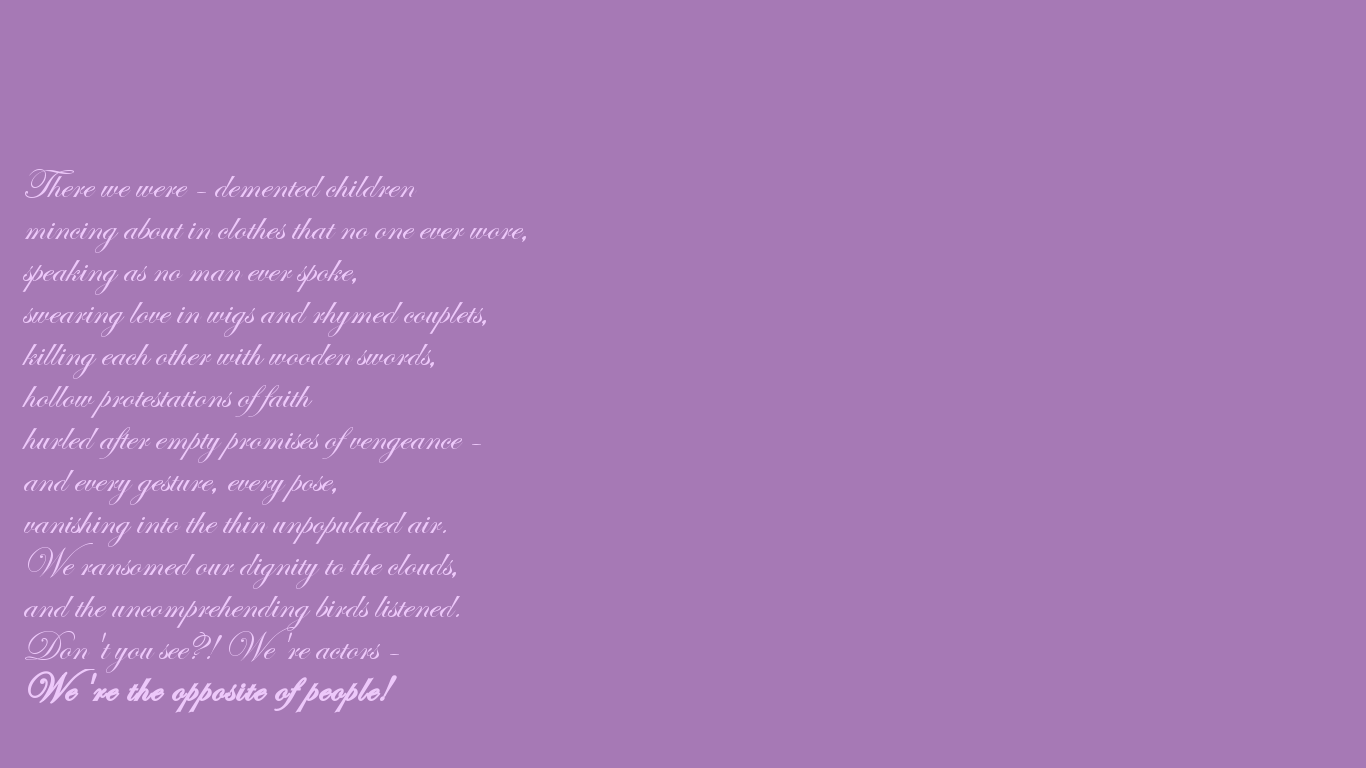 There we were - demented children
mincing about in clothes that no one ever wore,
speaking as no man ever spoke,
swearing love in wigs and rhymed couplets,
killing each other with wooden swords,
hollow protestations of faith
hurled after empty promises of vengeance -
and every gesture, every pose,
vanishing into the thin unpopulated air.
We ransomed our dignity to the clouds,
and the uncomprehending birds listened.
Don't you see?! We're actors -
We're the opposite of people!